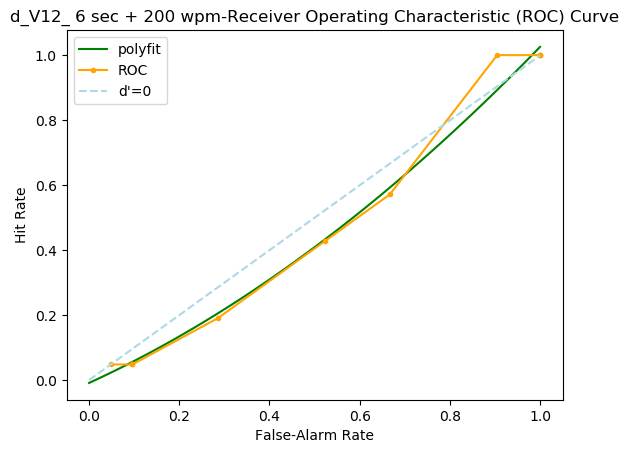 d_V12_ 6 sec + 200 wpm-Receiver Operating Characteristic (ROC) Curve
polyfit
ROC
d'=0
1.0
0.8
0.6
0.4
0.2
0.0
Hit Rate
0.0 0.2 0.4 0.6 0.8 1.0
False-Alarm Rate